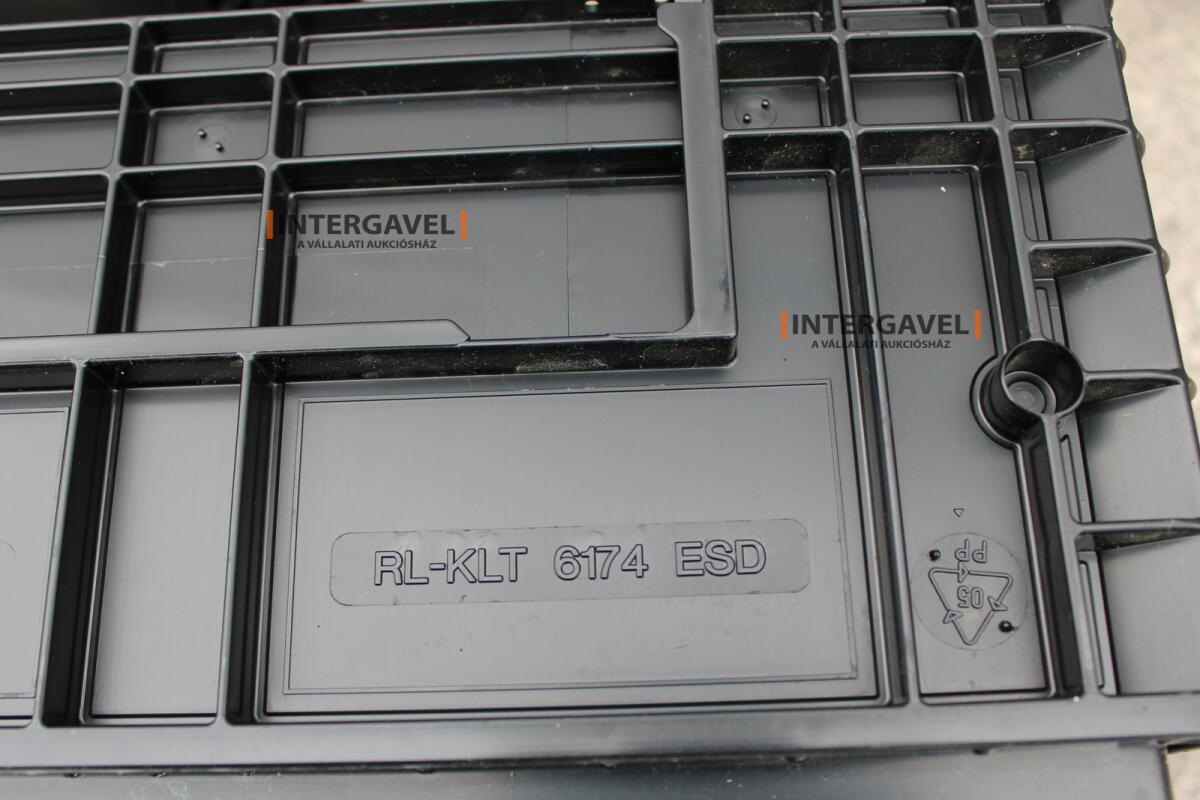 INTERGAVEL
A VÁLLALATI AUKCIÓSHÁZ
INTERGAVEL
A VÁLLALATI AUKCIÓSHÁZ
RL-KLT 6174 ESD
PP
05